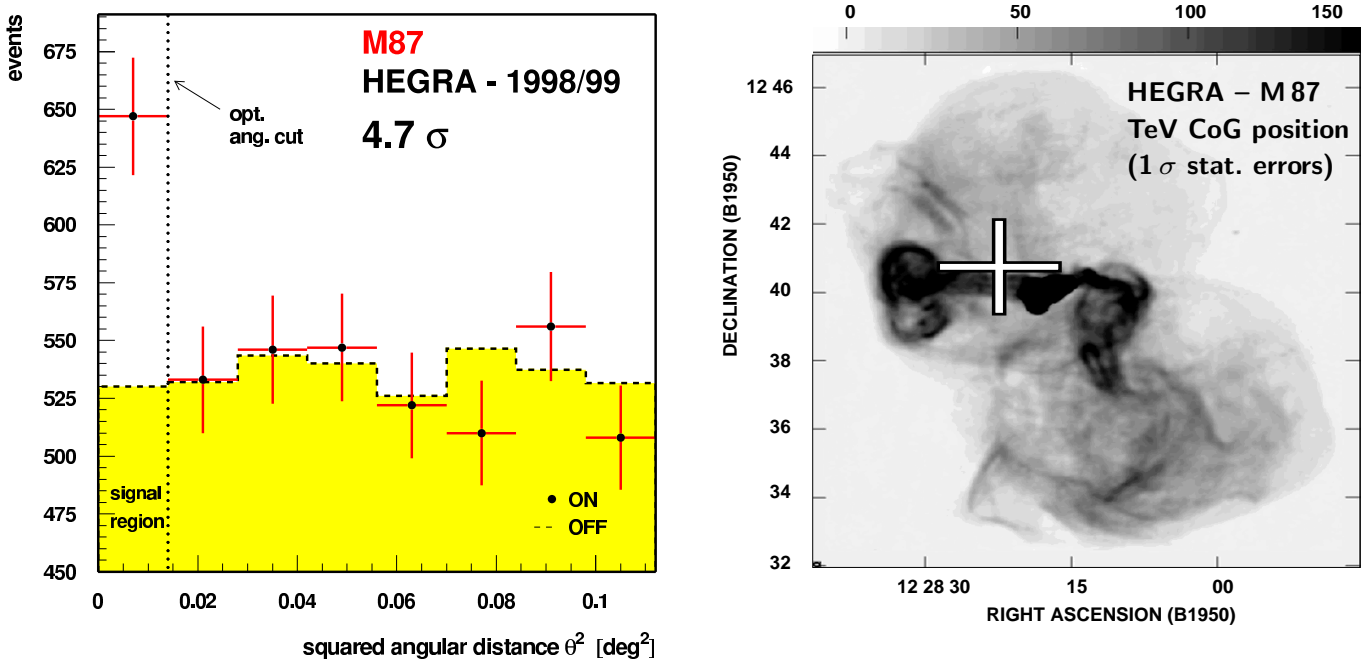 events
675
650
625
600
575
550
525
500
475
450
M87
HEGRA - 1998/99
4.7 σ
opt.
ang. cut
signal
region
ON
OFF
0
0.02
0.04
0.06
0.08
0.1
squared angular distance θ² [deg²]
0
50
100
150
HEGRA – M 87
TeV CoG position
(1 σ stat. errors)
DECLINATION (B1950)
12 46
44
42
40
38
36
34
32
12 28 30
15
00
RIGHT ASCENSION (B1950)